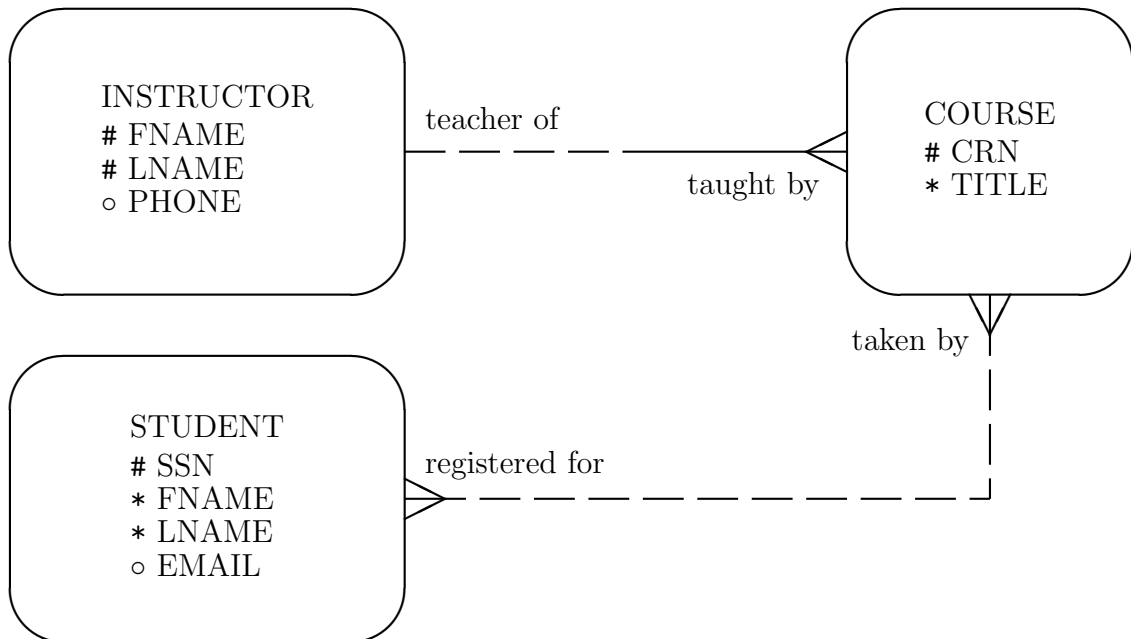 INSTRUCTOR
# FNAME
# LNAME
○ PHONE
teacher of
taught by
COURSE
# CRN
* TITLE
taken by
STUDENT
# SSN
* FNAME
* LNAME
○ EMAIL
registered for